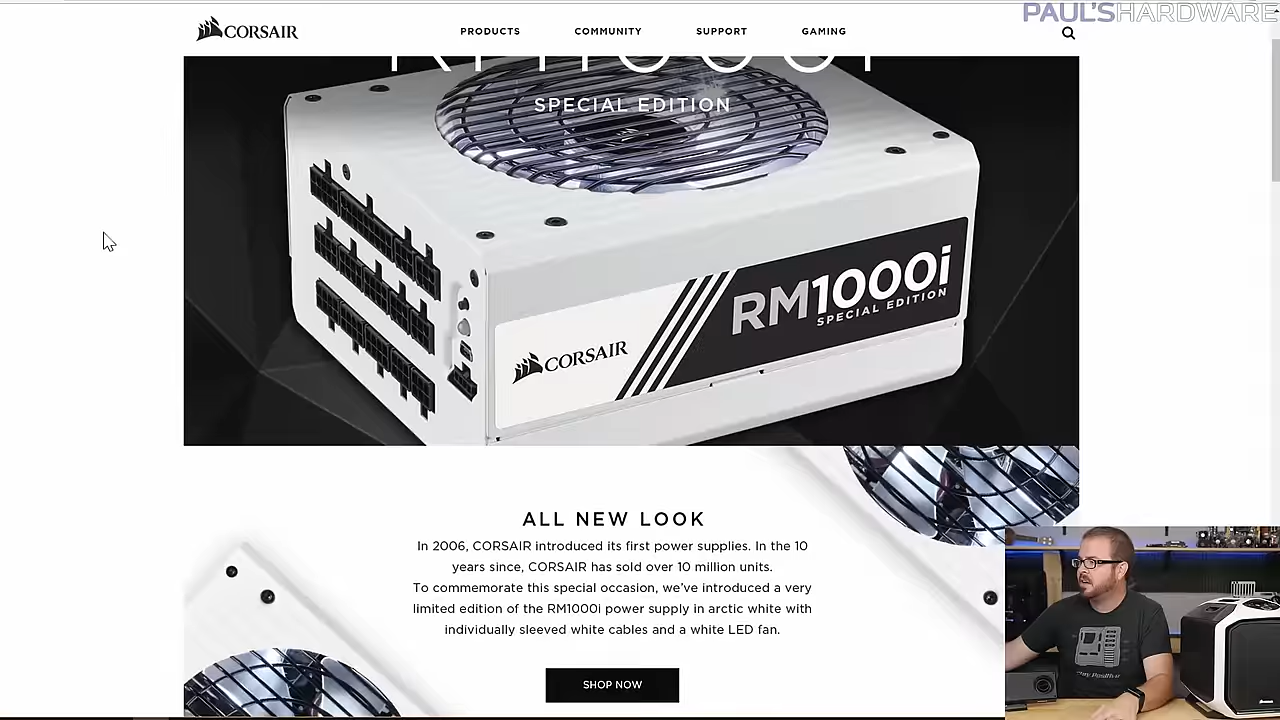 PAUL'SHARDWARE
CORSAIR
PRODUCTS
COMMUNITY
SUPPORT
GAMING
RM1000i
SPECIAL EDITION
RM1000i
SPECIAL EDITION
CORSAIR
ALL NEW LOOK
In 2006, CORSAIR introduced its first power supplies. In the 10
years since, CORSAIR has sold over 10 million units.
To commemorate this special occasion, we've introduced a very
limited edition of the RM1000i power supply in arctic white with
individually sleeved white cables and a white LED fan.
SHOP NOW